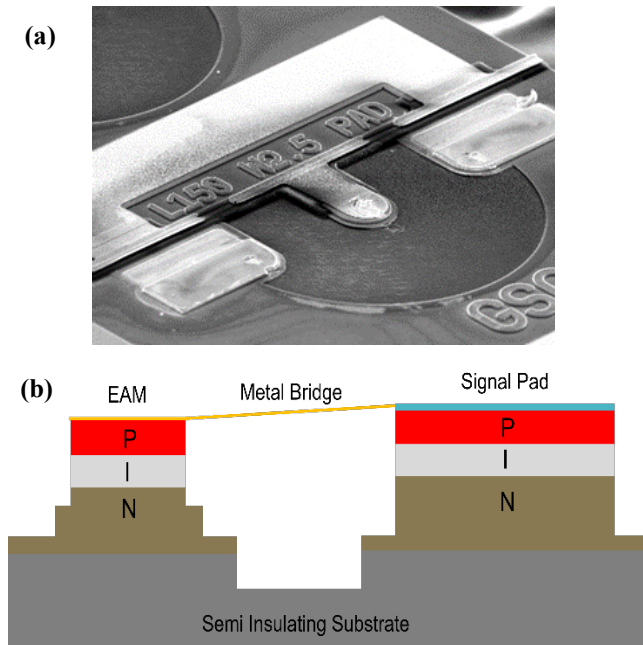 (a)
L150 W2.5 PAD
GSG
(b)
EAM
Metal Bridge
Signal Pad
P
P
I
I
N
N
Semi Insulating Substrate